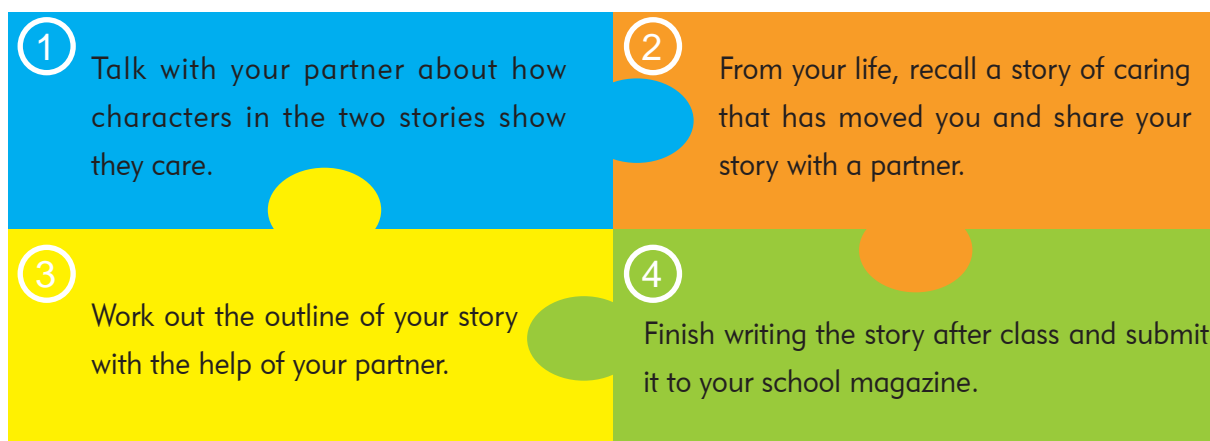 1
Talk with your partner about how
characters in the two stories show
they care.
2
From your life, recall a story of caring
that has moved you and share your
story with a partner.
3
Work out the outline of your story
with the help of your partner.
4
Finish writing the story after class and submit
it to your school magazine.